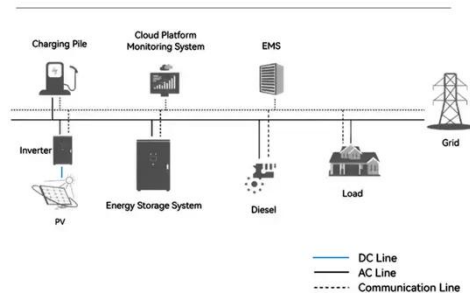 Charging Pile
Cloud Platform
Monitoring System
EMS
Inverter
PV
Energy Storage System
Diesel
Load
Grid
DC Line
AC Line
Communication Line